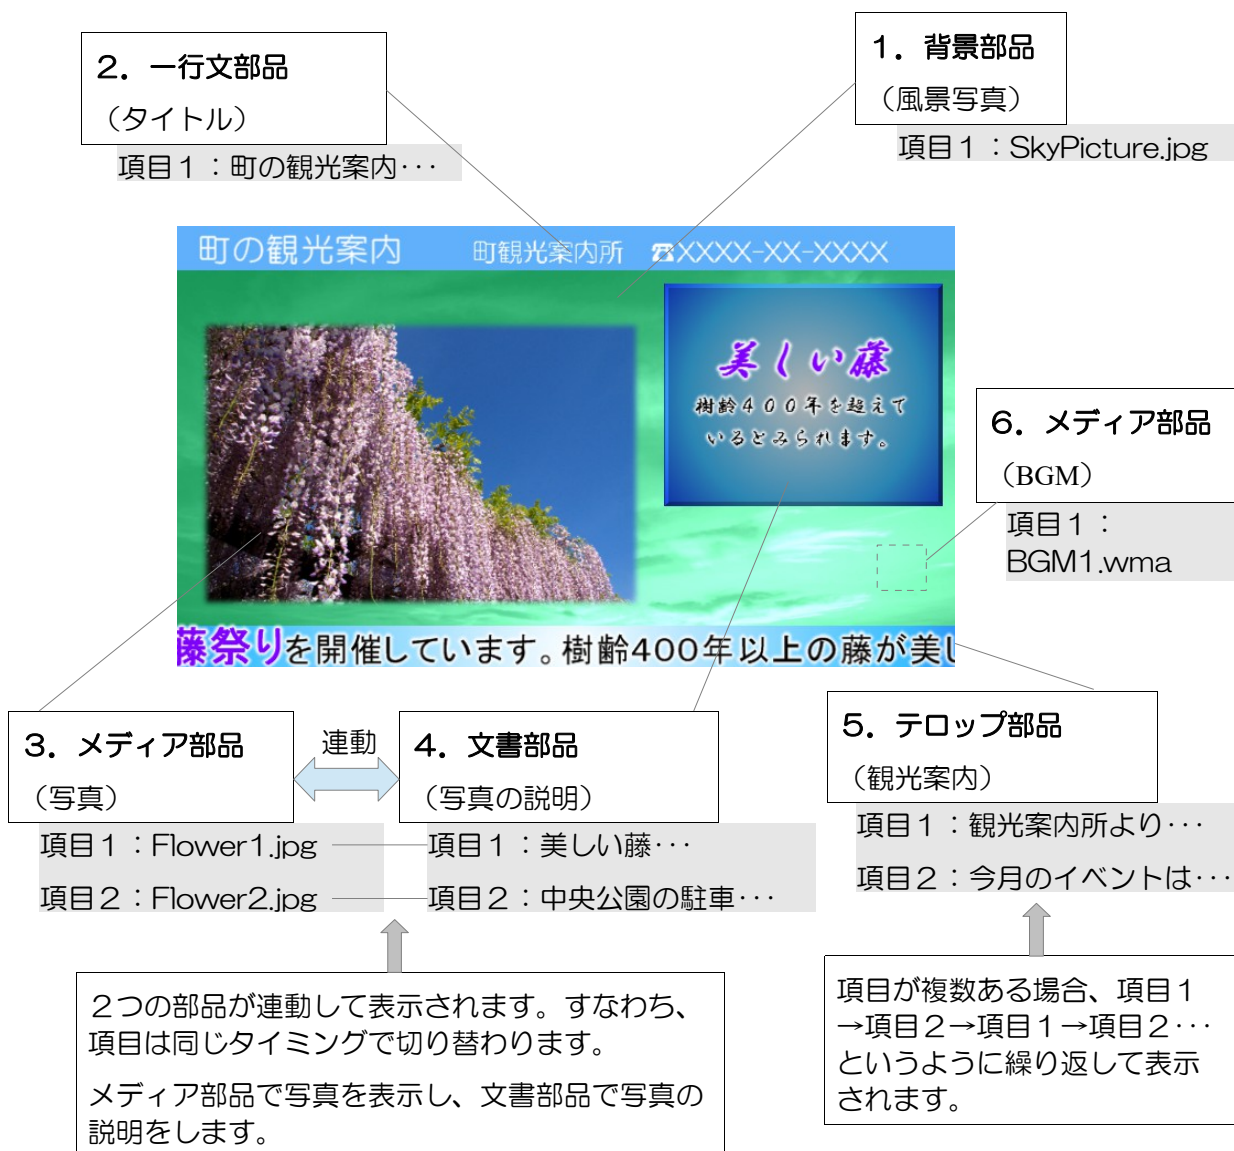 2．一行文部品
（タイトル）
項目１：町の観光案内･･･
1．背景部品
（風景写真）
項目１：SkyPicture.jpg
町の観光案内　町観光案内所　☎XXXX-XX-XXXX
美しい藤
樹齢４００年を超えて
いるとみられます。
6．メディア部品
（BGM）
項目１：
BGM1.wma
藤祭りを開催しています。樹齢400年以上の藤が美し
3．メディア部品
（写真）
項目１：Flower1.jpg
項目２：Flower2.jpg
連動
4．文書部品
（写真の説明）
項目１：美しい藤･･･
項目２：中央公園の駐車･･･
5．テロップ部品
（観光案内）
項目１：観光案内所より･･･
項目２：今月のイベントは･･･
２つの部品が連動して表示されます。すなわち、
項目は同じタイミングで切り替わります。
メディア部品で写真を表示し、文書部品で写真の
説明をします。
項目が複数ある場合、項目１
→項目２→項目１→項目２･･･
というように繰り返して表示
されます。